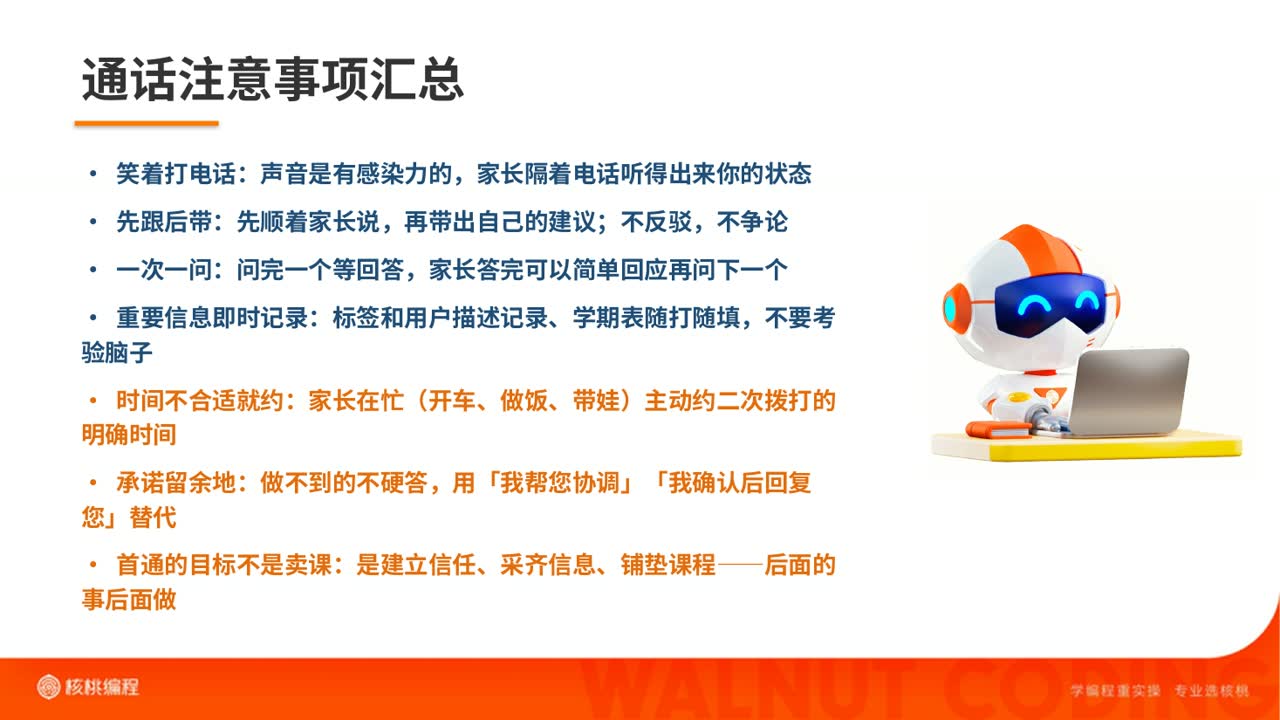 通话注意事项汇总
• 笑着打电话：声音是有感染力的，家长隔着电话听得出来你的状态
• 先跟后带：先顺着家长说，再带出自己的建议；不反驳，不争论
• 一次一问：问完一个等回答，家长答完可以简单回应再问下一个
• 重要信息即时记录：标签和用户描述记录、学期表随打随填，不要考
验脑子
• 时间不合适就约：家长在忙（开车、做饭、带娃）主动约二次拨打的
明确时间
• 承诺留余地：做不到的不硬答，用「我帮您协调」「我确认后回复
您」替代
• 首通的目标不是卖课：是建立信任、采齐信息、铺垫课程——后面的
事后面做
核桃编程
WALNUT CODING
学编程重实操 专业选核桃